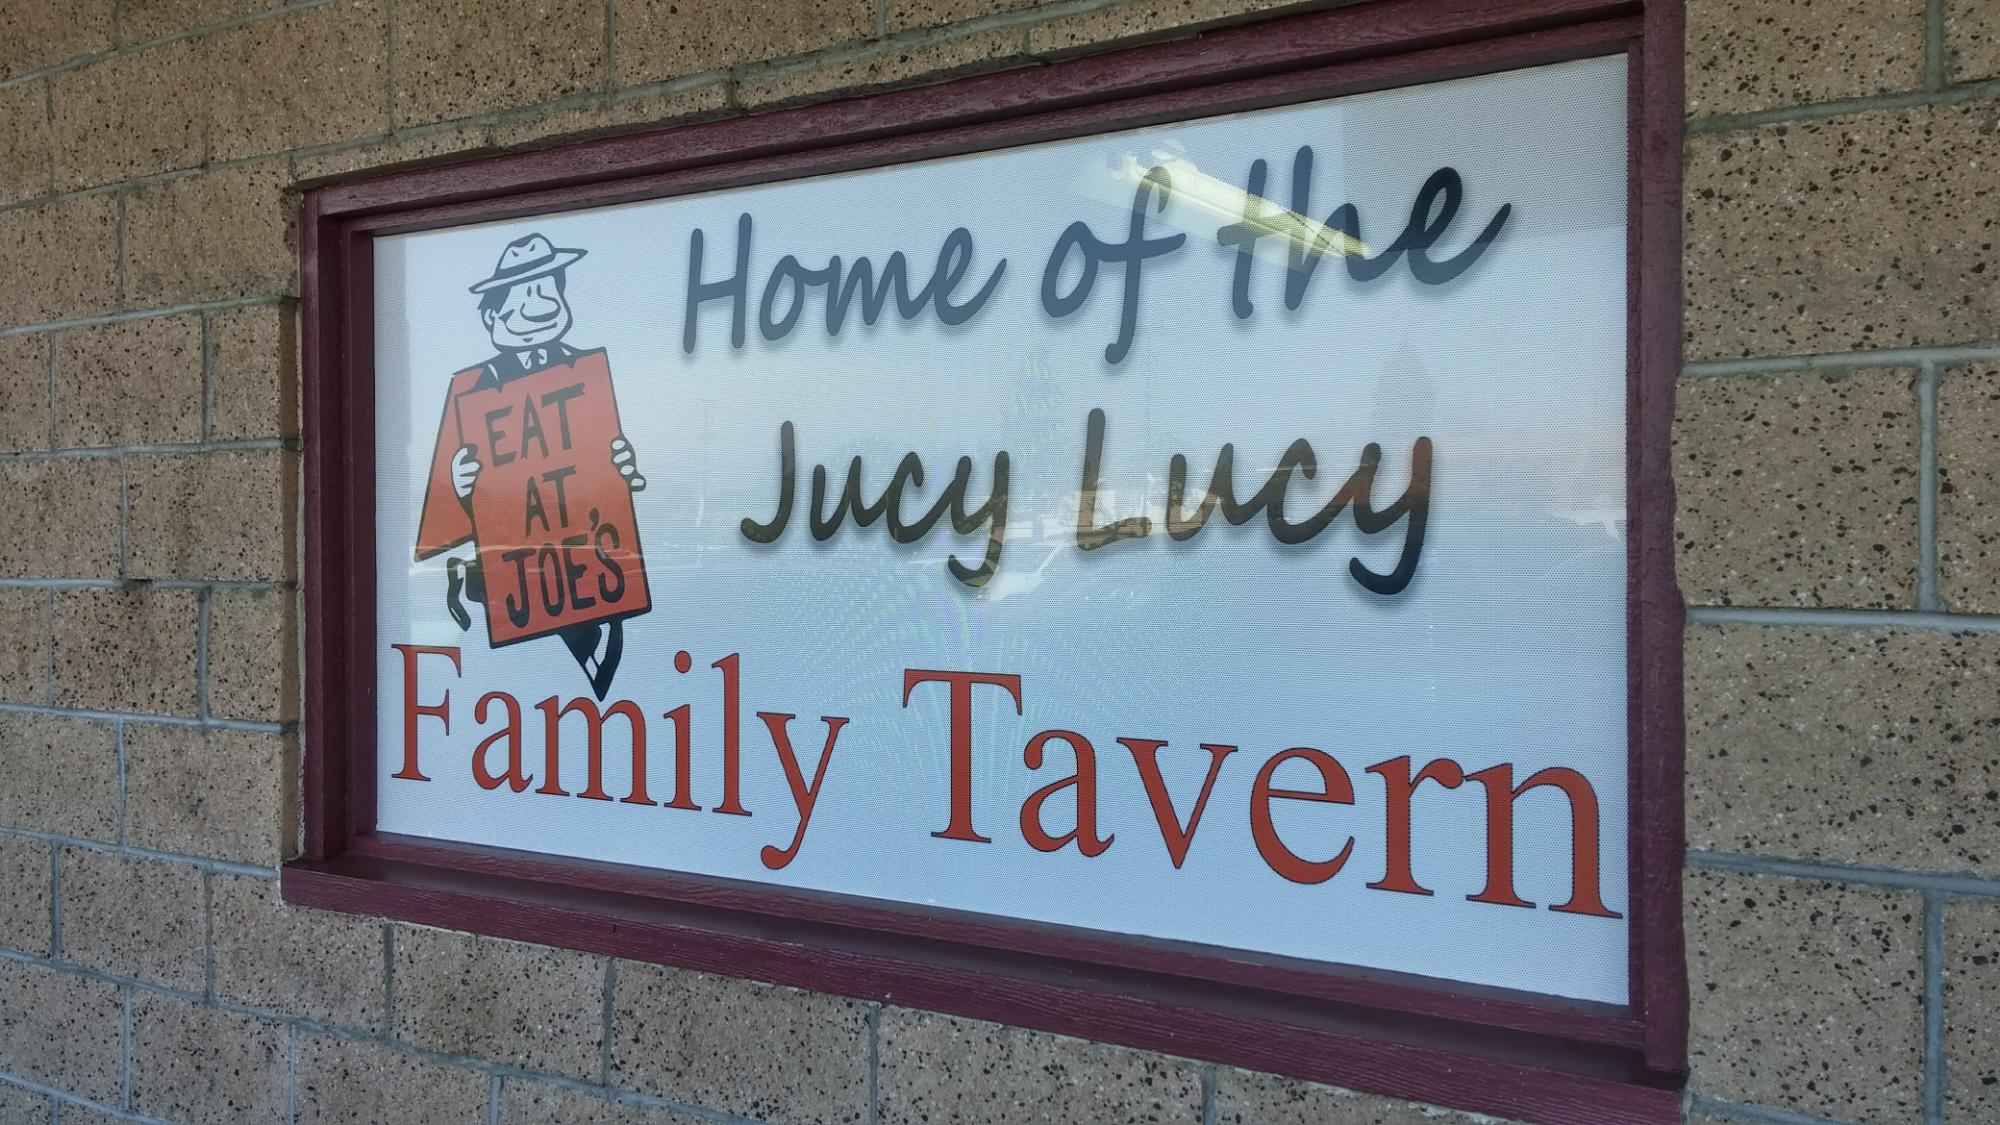 Home of the
Jucy Lucy
EAT
AT
JOE'S
Family Tavern